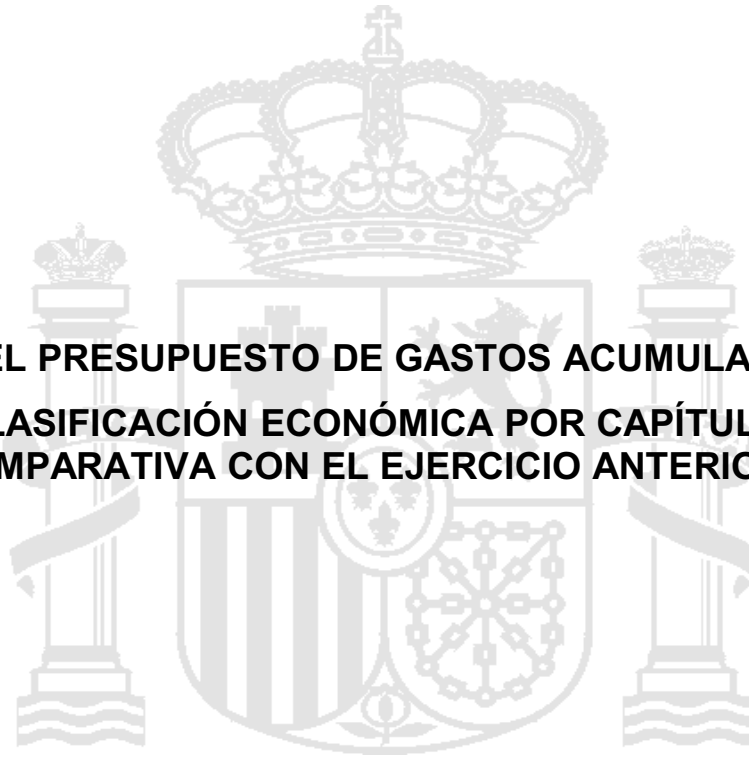 EL PRESUPUESTO DE GASTOS ACUMULA
LASIFICACIÓN ECONÓMICA POR CAPÍTUL
MPARATIVA CON EL EJERCICIO ANTERIO